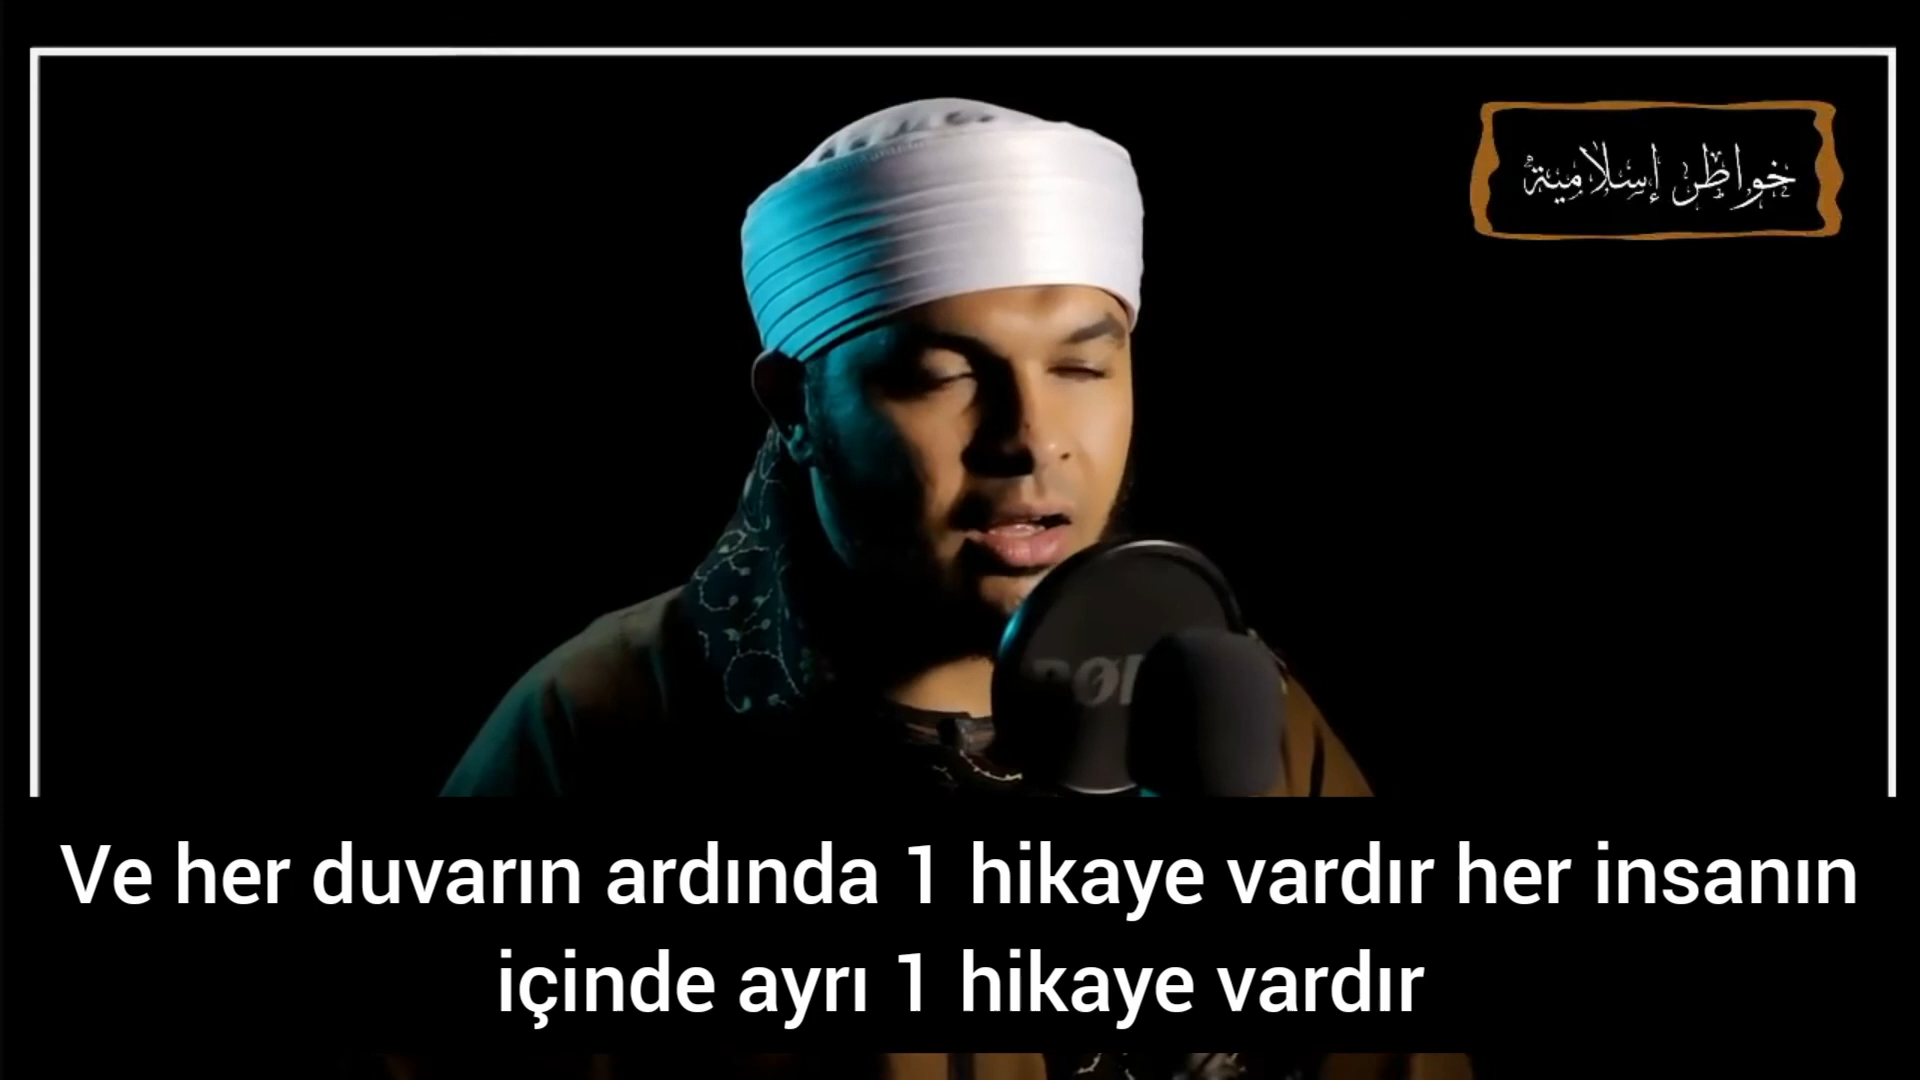 خواطر إسلامية
Ve her duvarın ardında 1 hikaye vardır her insanın
içinde ayrı 1 hikaye vardır